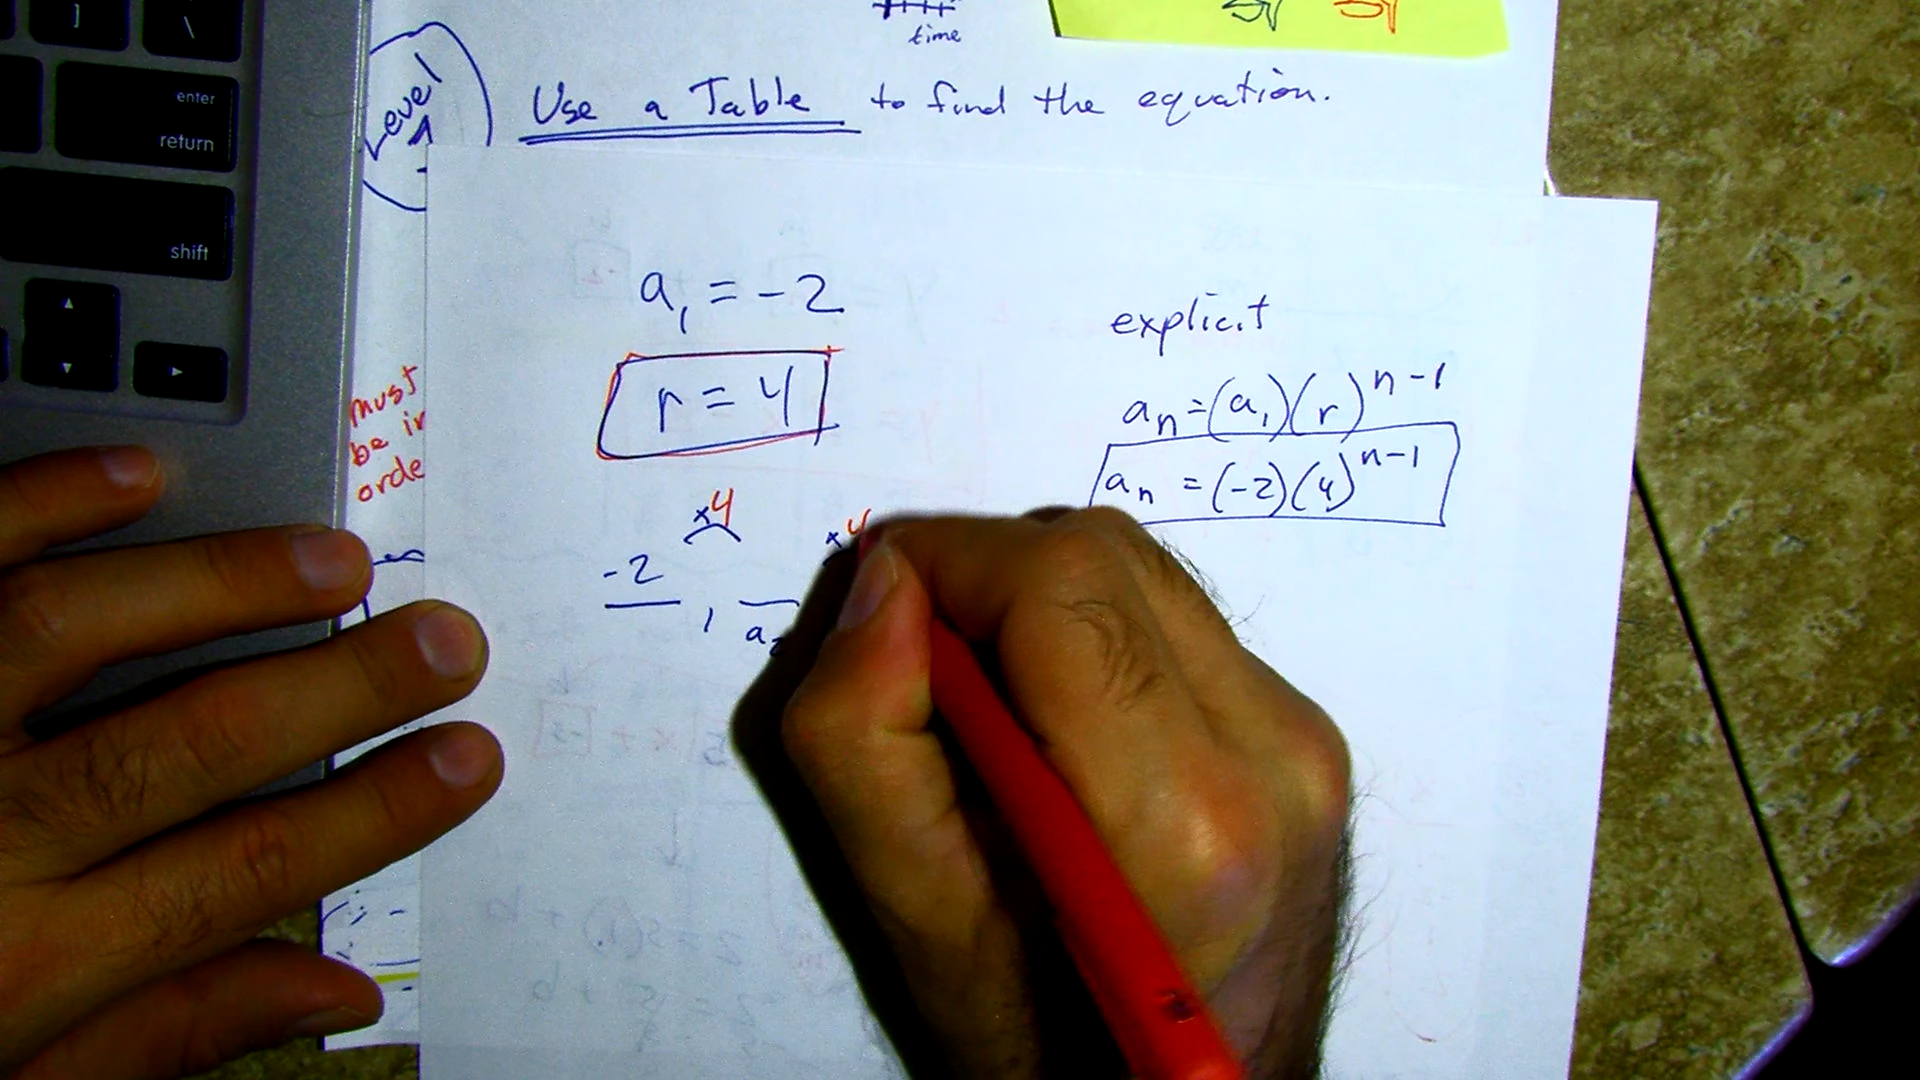 ]
\
enter
return
shift
time
Level
Use a Table to find the equation.
must
be in
orde
a₁ = -2
r = 4
explicit
aₙ = (a₁)(r)ⁿ⁻¹
aₙ = (-2)(4)ⁿ⁻¹
x4
x4
-2 ,
a₂